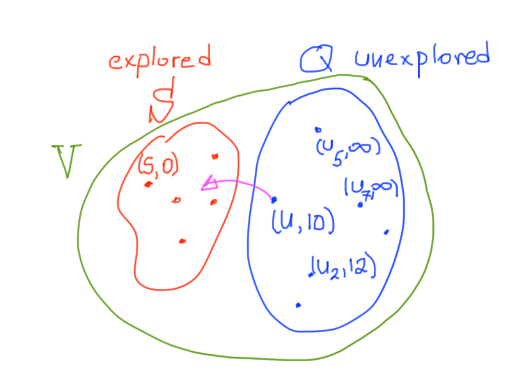 explored
Q unexplored
S
V
(S,0)
(u₅,∞)
(u₇,∞)
(u,10)
(u₂,12)